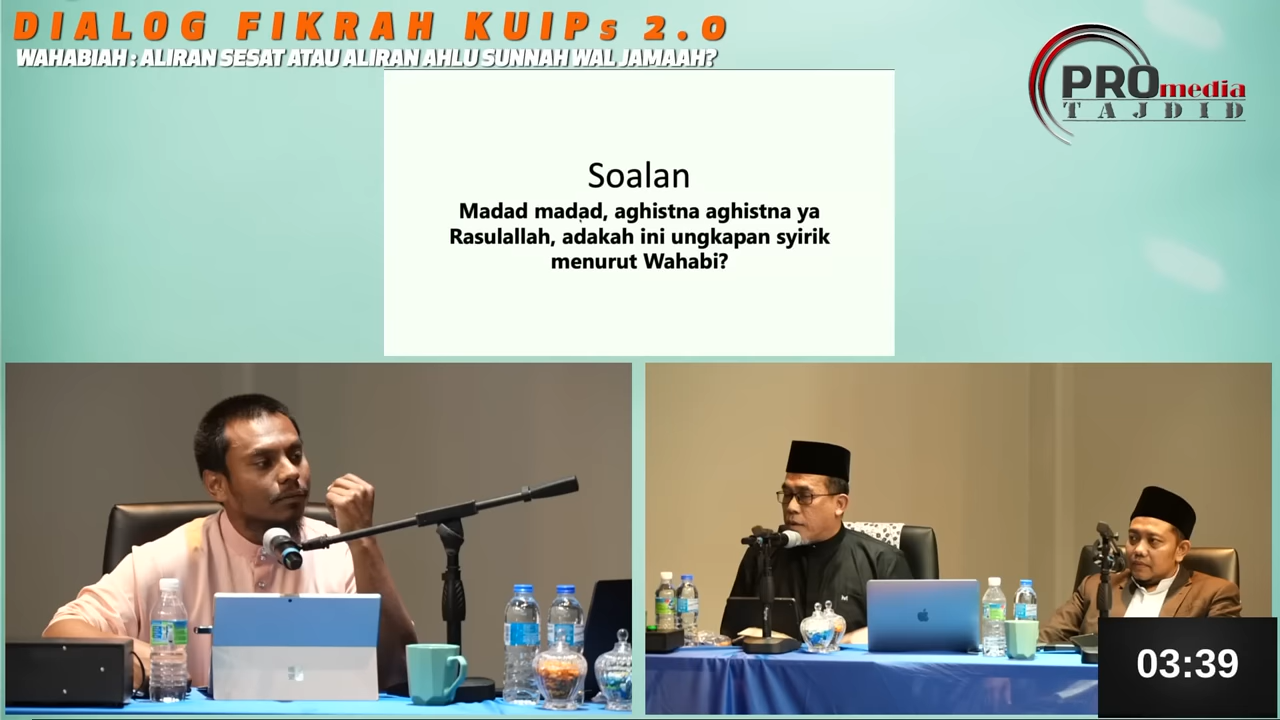 DIALOG FIKRAH KUIPs 2.0
WAHABIAH : ALIRAN SESAT ATAU ALIRAN AHLU SUNNAH WAL JAMAAH?
PROmedia
TAJDID
Soalan
Madad madad, aghistna aghistna ya
Rasulallah, adakah ini ungkapan syirik
menurut Wahabi?
03:39